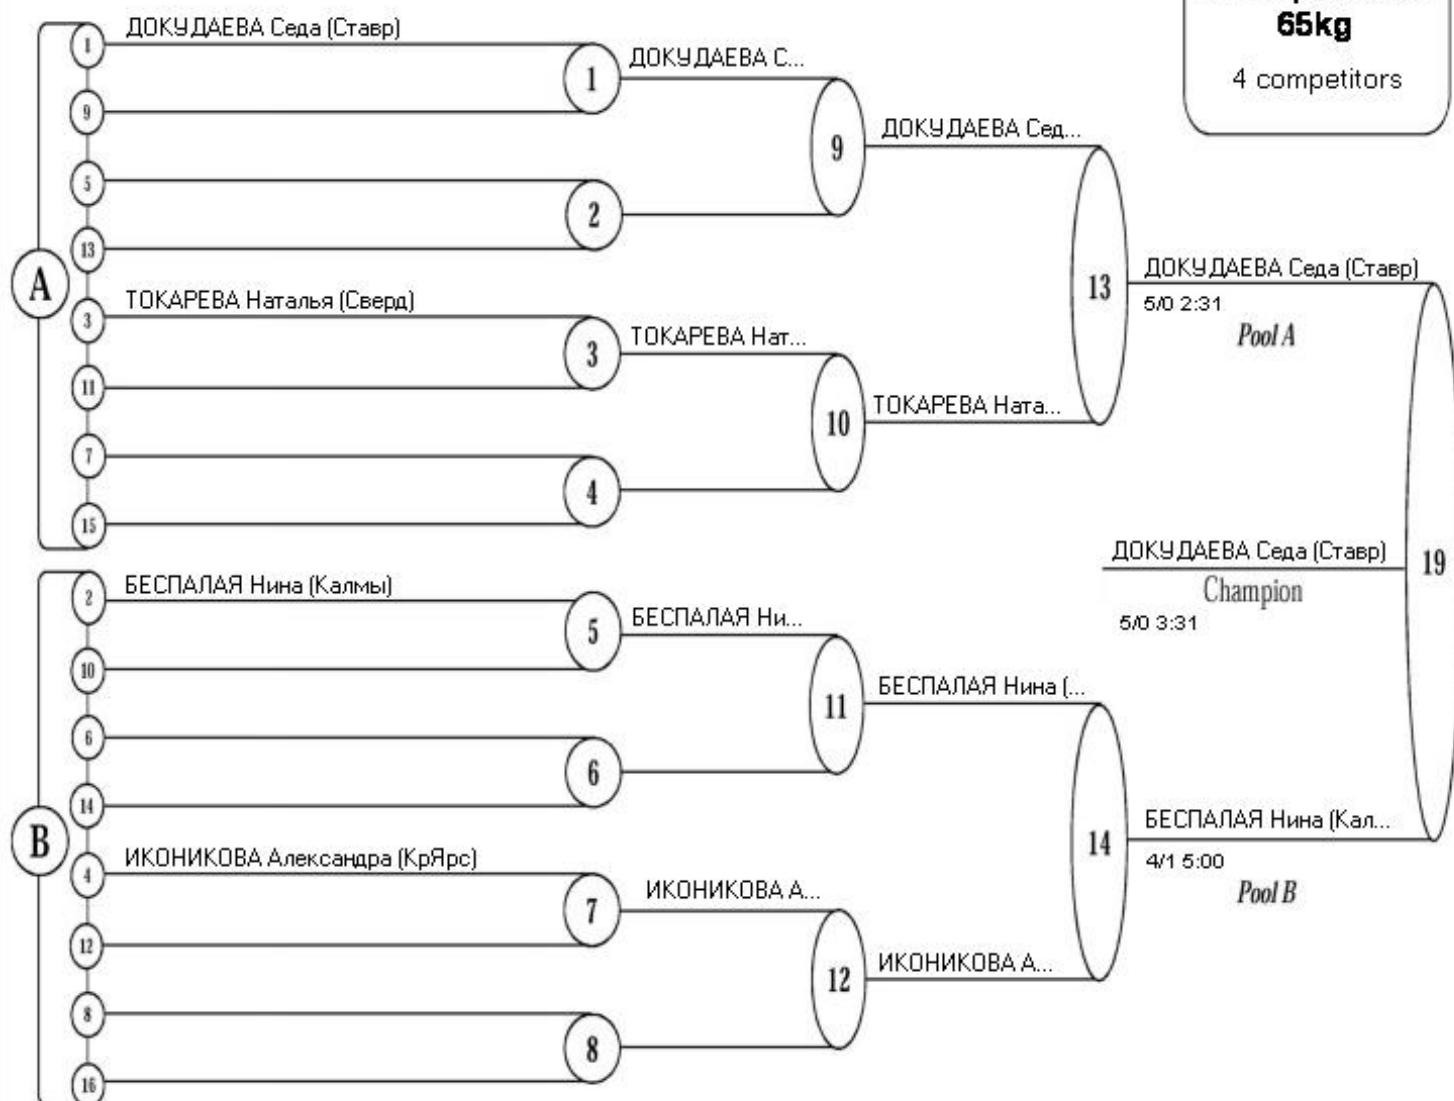 65kg
4 competitors
ДОКУДАЕВА Седа (Ставр)
1
9
5
13
A
3
ТОКАРЕВА Наталья (Сверд)
11
7
15
1
2
3
4
ДОКУДАЕВА С...
ТОКАРЕВА Нат...
9
10
ДОКУДАЕВА Сед...
ТОКАРЕВА Ната...
13
ДОКУДАЕВА Седа (Ставр)
5/0 2:31
Pool A
ДОКУДАЕВА Седа (Ставр)
Champion
5/0 3:31
19
2
БЕСПАЛАЯ Нина (Калмы)
10
6
14
B
4
ИКОНИКОВА Александра (КрЯрс)
12
8
16
5
6
7
8
БЕСПАЛАЯ Ни...
ИКОНИКОВА А...
11
12
БЕСПАЛАЯ Нина (...
ИКОНИКОВА А...
14
БЕСПАЛАЯ Нина (Кал...
4/1 5:00
Pool B